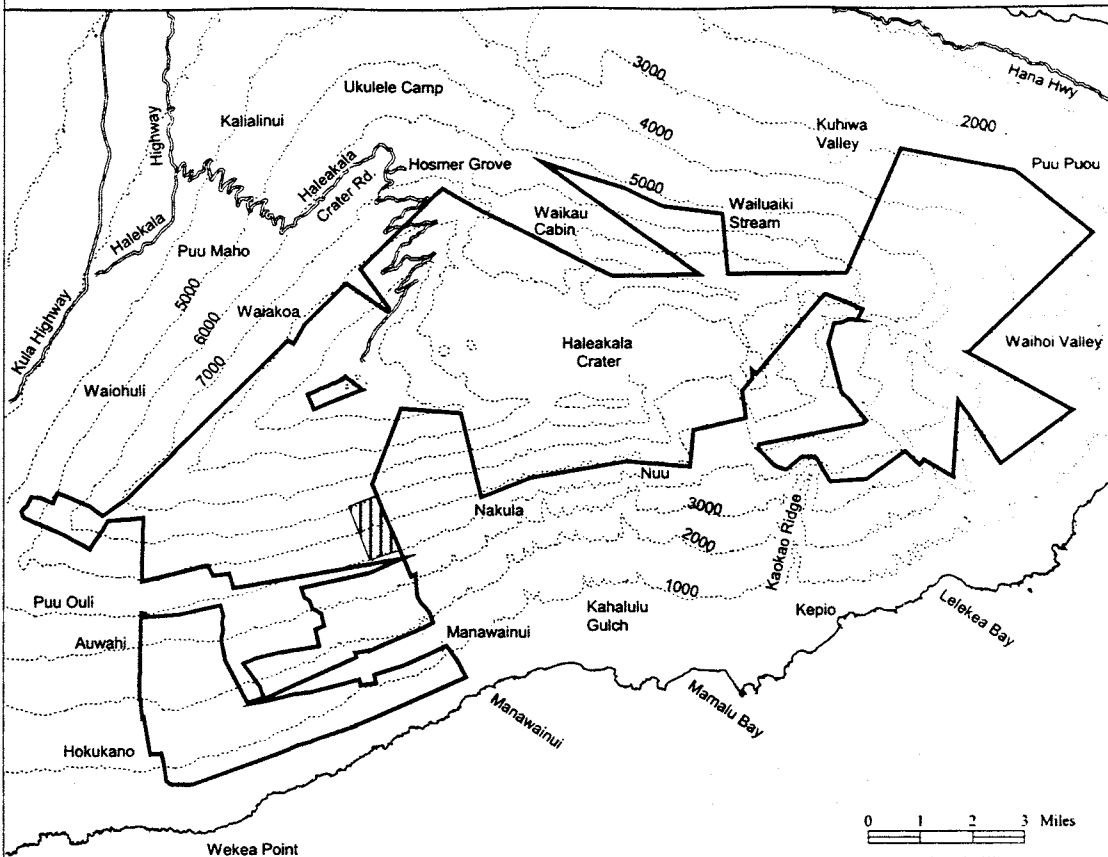 3000
Hana Hwy
Ukulele Camp
Highway
Kalialinui
4000
Kuhiwa
Valley
2000
Haleakala
Crater Rd.
Hosmer Grove
Puu Puou
5000
Waikau
Cabin
Wailuaiki
Stream
Halekala
Puu Maho
5000
6000
7000
Waiakoa
Kula Highway
Haleakala
Crater
Waihoi Valley
Waiohuli
Nuu
Nakula
3000
2000
1000
Kaokao Ridge
Puu Ouli
Auwahi
Manawainui
Kahalulu
Gulch
Kepio
Lelekea Bay
Mamalu Bay
Manawainui
Hokukano
Wekea Point
0 1 2 3 Miles